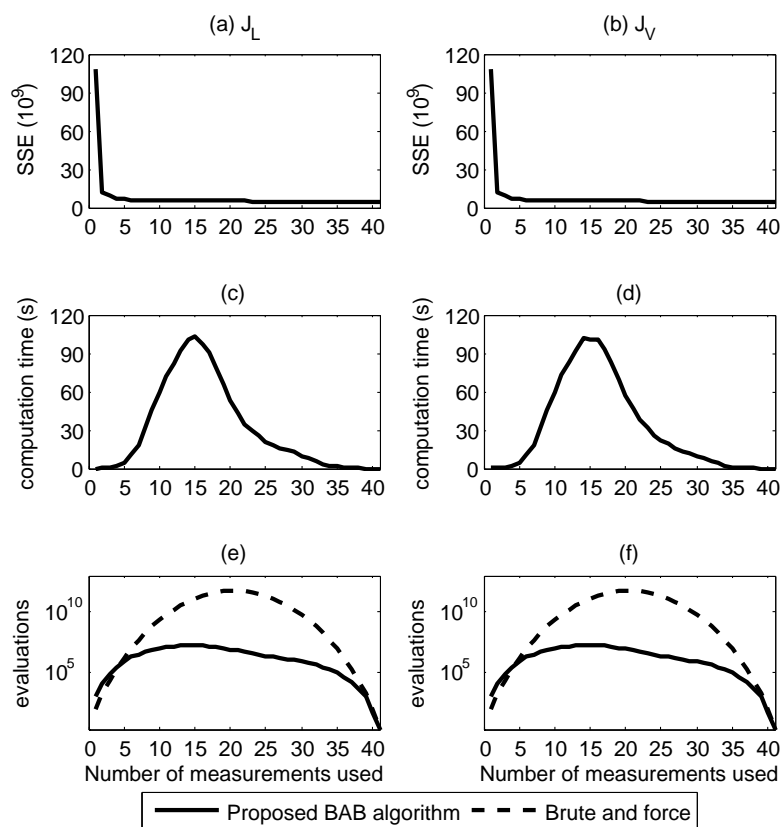 (a) J_L
(b) J_V
SSE (10^9)
120
90
60
30
0
0 5 10 15 20 25 30 35 40
SSE (10^9)
120
90
60
30
0
0 5 10 15 20 25 30 35 40
(c)
(d)
computation time (s)
120
90
60
30
0
0 5 10 15 20 25 30 35 40
computation time (s)
120
90
60
30
0
0 5 10 15 20 25 30 35 40
(e)
(f)
evaluations
10^10
10^5
0 5 10 15 20 25 30 35 40
Number of measurements used
evaluations
10^10
10^5
0 5 10 15 20 25 30 35 40
Number of measurements used
Proposed BAB algorithm
Brute and force